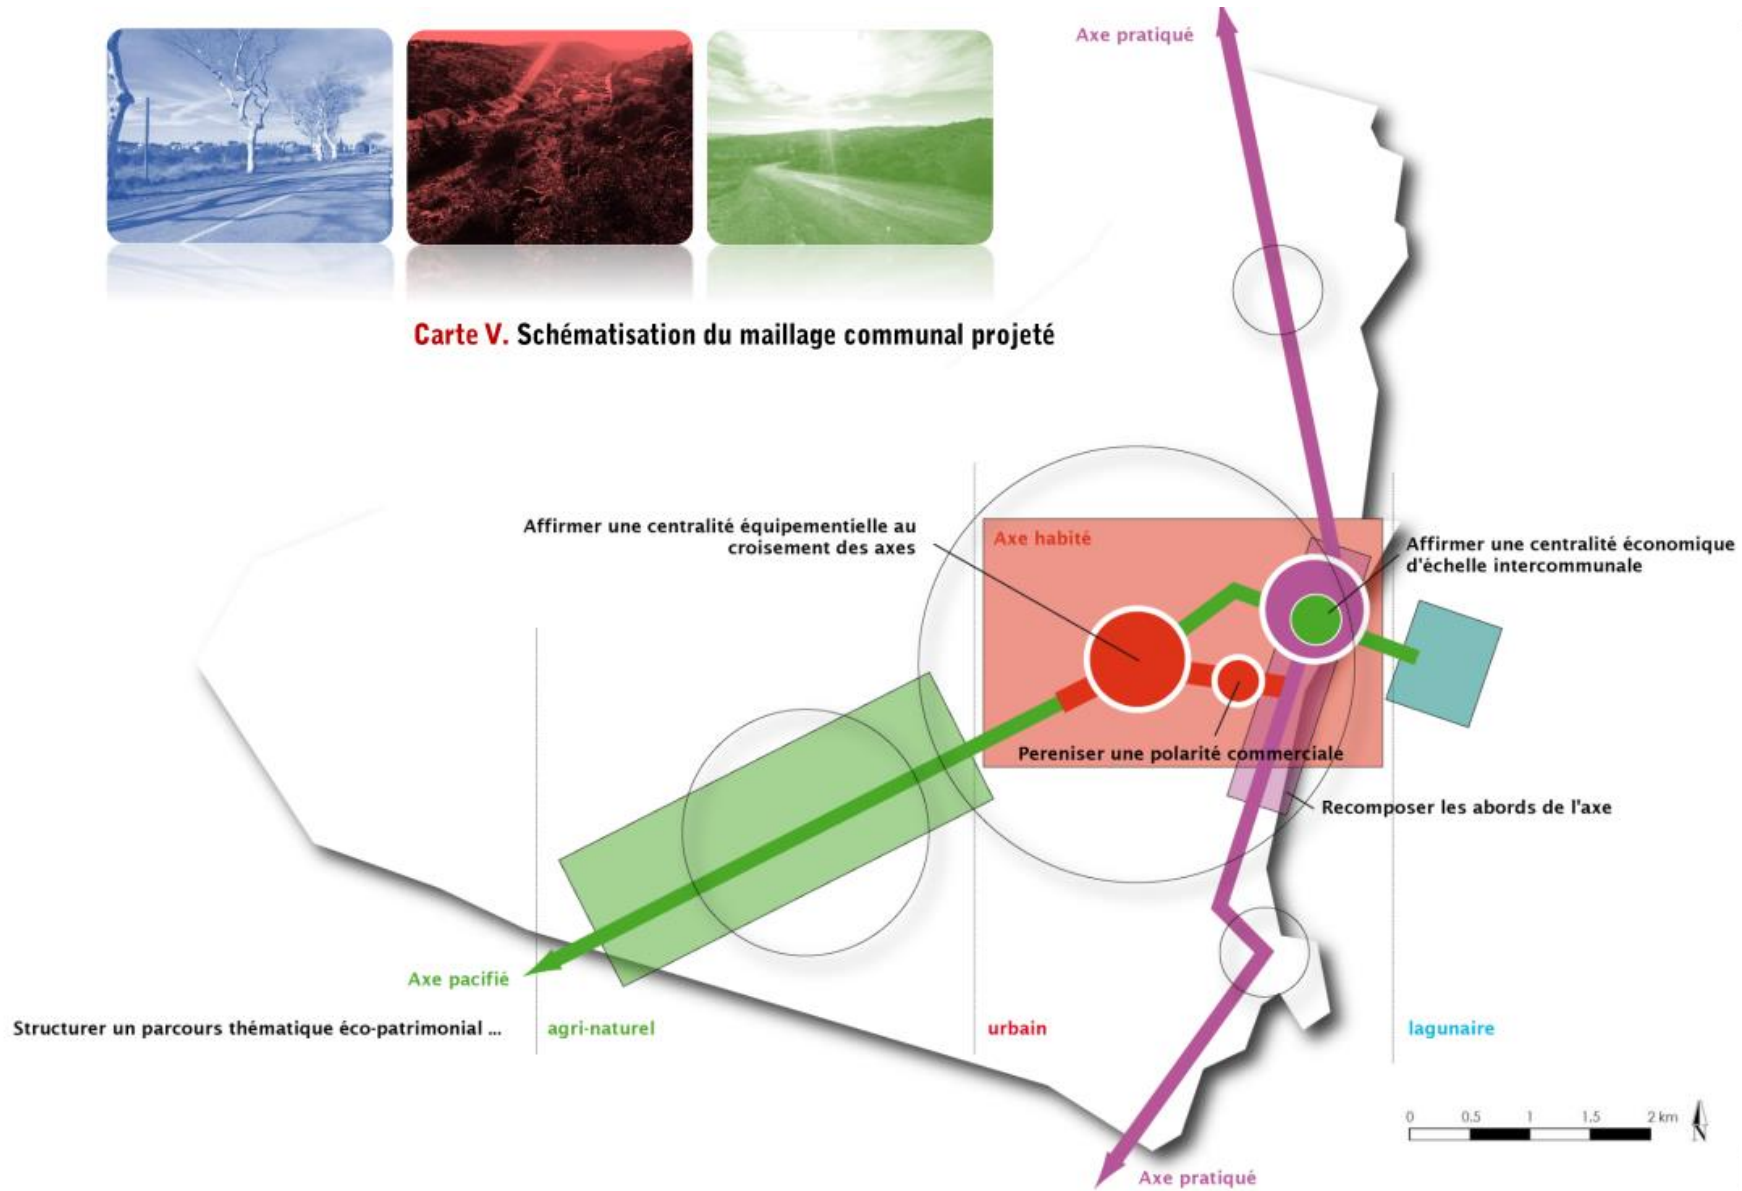 Axe pratiqué
Carte V. Schématisation du maillage communal projeté
Affirmer une centralité équipementielle au
croisement des axes
Axe habité
Affirmer une centralité économique
d'échelle intercommunale
Pereniser une polarité commerciale
Recomposer les abords de l'axe
Axe pacifié
Structurer un parcours thématique éco-patrimonial ...
agri-naturel
urbain
lagunaire
0 0.5 1 1.5 2 km
N
Axe pratiqué